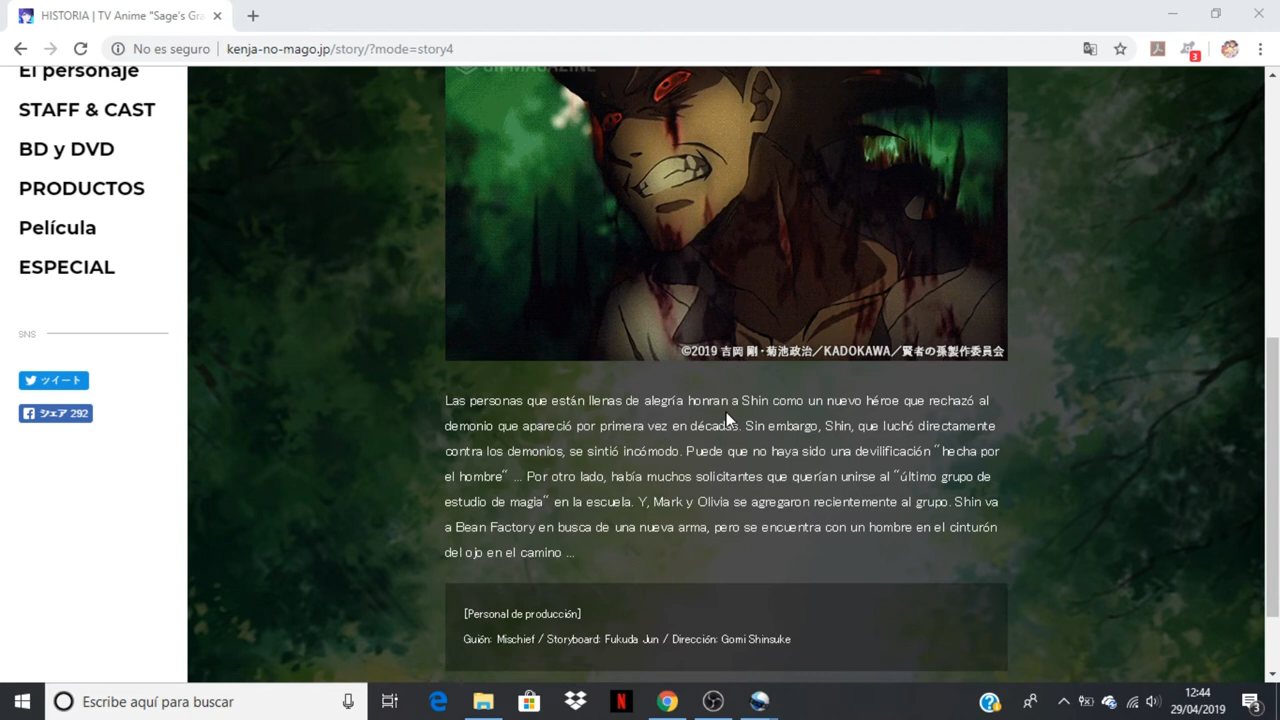 HISTORIA | TV Anime "Sage's Gra
No es seguro
kenja-no-mago.jp/story/?mode=story4
3
El personaje
STAFF & CAST
BD y DVD
PRODUCTOS
Película
ESPECIAL
SNS
ツイート
シェア 292
©2019 吉岡 剛・菊池政治／KADOKAWA／賢者の孫製作委員会
Las personas que están llenas de alegría honran a Shin como un nuevo héroe que rechazó al
demonio que apareció por primera vez en décadas. Sin embargo, Shin, que luchó directamente
contra los demonios, se sintió incómodo. Puede que no haya sido una devilificación "hecha por
el hombre" ... Por otro lado, había muchos solicitantes que querían unirse al "último grupo de
estudio de magia" en la escuela. Y, Mark y Olivia se agregaron recientemente al grupo. Shin va
a Bean Factory en busca de una nueva arma, pero se encuentra con un hombre en el cinturón
del ojo en el camino ...
[Personal de producción]
Guión: Mischief / Storyboard: Fukuda Jun / Dirección: Gomi Shinsuke
Escribe aquí para buscar
12:44
29/04/2019
3